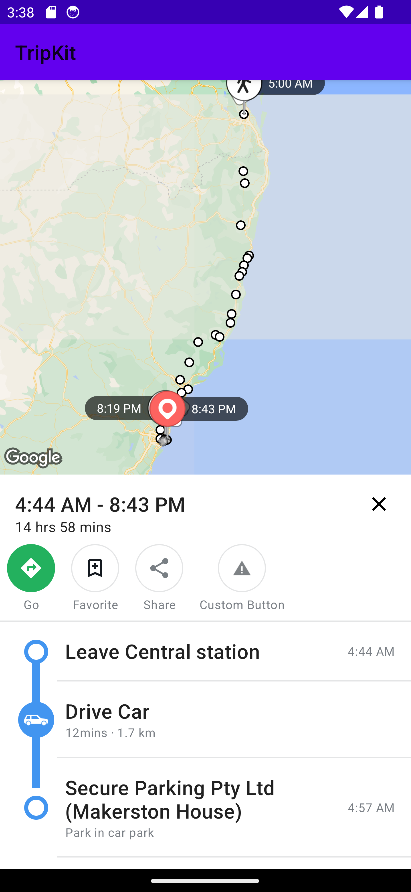 3:38
TripKit
5:00 AM
8:19 PM
8:43 PM
Google
4:44 AM - 8:43 PM
14 hrs 58 mins
Go
Favorite
Share
Custom Button
Leave Central station
4:44 AM
Drive Car
12mins · 1.7 km
Secure Parking Pty Ltd
(Makerston House)
4:57 AM
Park in car park